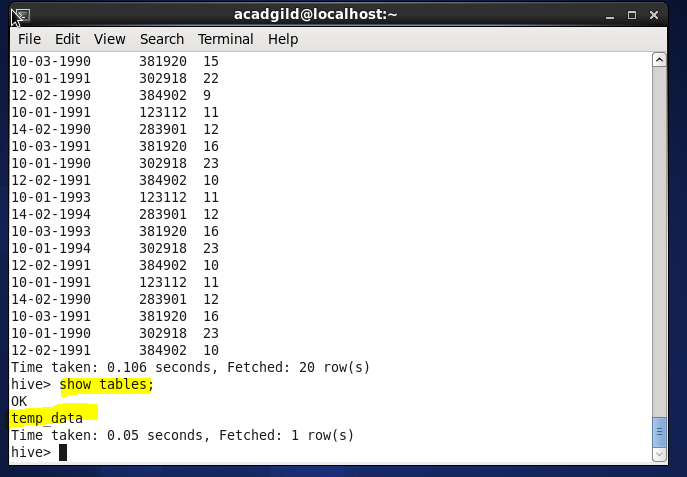 acadgild@localhost:~
File Edit View Search Terminal Help
10-03-1990 381920 15
10-01-1991 302918 22
12-02-1990 384902 9
10-01-1991 123112 11
14-02-1990 283901 12
10-03-1991 381920 16
10-01-1990 302918 23
12-02-1991 384902 10
10-01-1993 123112 11
14-02-1994 283901 12
10-03-1993 381920 16
10-01-1994 302918 23
12-02-1991 384902 10
10-01-1991 123112 11
14-02-1990 283901 12
10-03-1991 381920 16
10-01-1990 302918 23
12-02-1991 384902 10
Time taken: 0.106 seconds, Fetched: 20 row(s)
hive> show tables;
OK
temp_data
Time taken: 0.05 seconds, Fetched: 1 row(s)
hive>